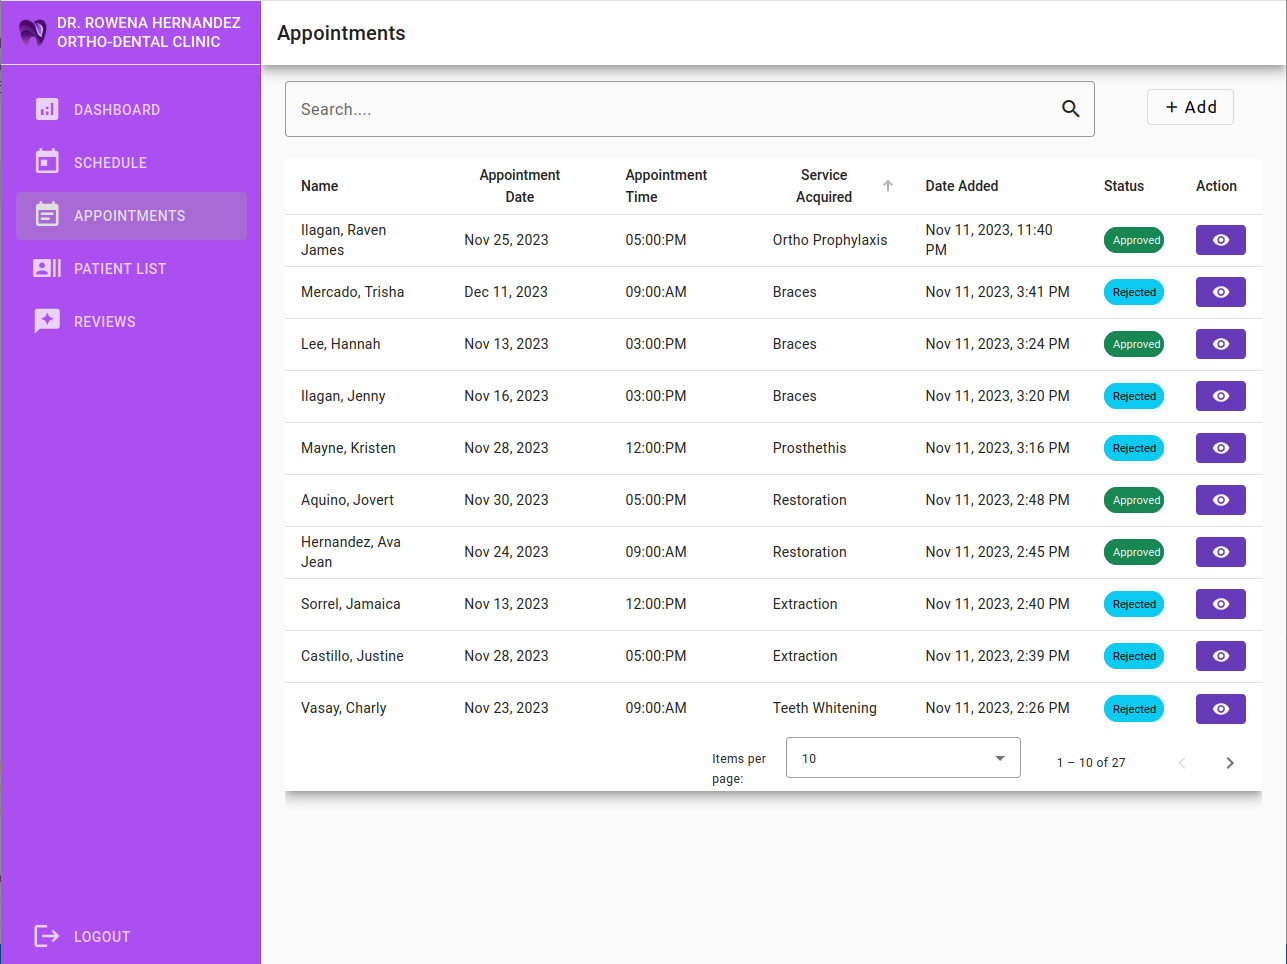 DR. ROWENA HERNANDEZ
ORTHO-DENTAL CLINIC
Appointments
DASHBOARD
SCHEDULE
APPOINTMENTS
PATIENT LIST
REVIEWS
LOGOUT
Search....
+ Add
Name Appointment Date Appointment Time Service Acquired Date Added Status Action
Ilagan, Raven James Nov 25, 2023 05:00:PM Ortho Prophylaxis Nov 11, 2023, 11:40 PM Approved
Mercado, Trisha Dec 11, 2023 09:00:AM Braces Nov 11, 2023, 3:41 PM Rejected
Lee, Hannah Nov 13, 2023 03:00:PM Braces Nov 11, 2023, 3:24 PM Approved
Ilagan, Jenny Nov 16, 2023 03:00:PM Braces Nov 11, 2023, 3:20 PM Rejected
Mayne, Kristen Nov 28, 2023 12:00:PM Prosthethis Nov 11, 2023, 3:16 PM Rejected
Aquino, Jovert Nov 30, 2023 05:00:PM Restoration Nov 11, 2023, 2:48 PM Approved
Hernandez, Ava Jean Nov 24, 2023 09:00:AM Restoration Nov 11, 2023, 2:45 PM Approved
Sorrel, Jamaica Nov 13, 2023 12:00:PM Extraction Nov 11, 2023, 2:40 PM Rejected
Castillo, Justine Nov 28, 2023 05:00:PM Extraction Nov 11, 2023, 2:39 PM Rejected
Vasay, Charly Nov 23, 2023 09:00:AM Teeth Whitening Nov 11, 2023, 2:26 PM Rejected
Items per page: 10 1 – 10 of 27